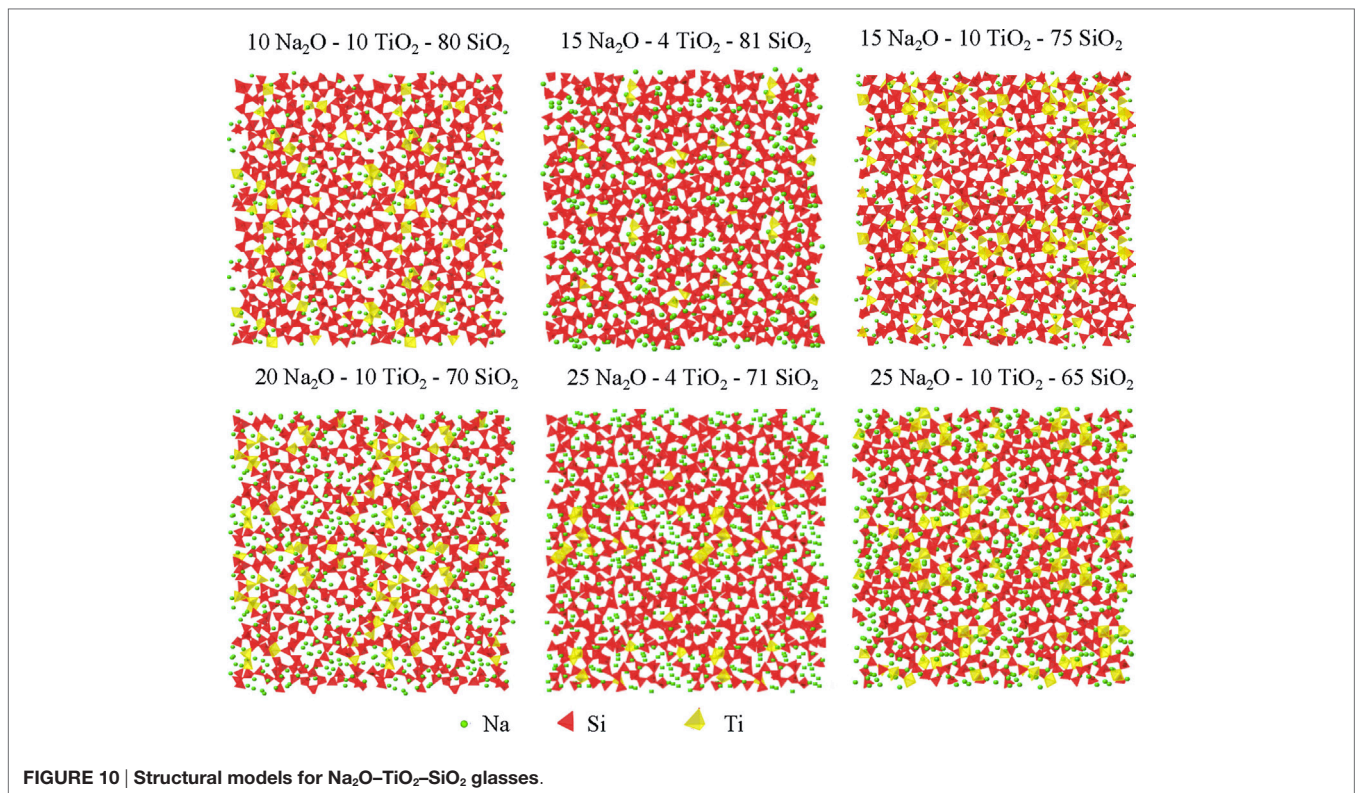 10 Na₂O - 10 TiO₂ - 80 SiO₂
15 Na₂O - 4 TiO₂ - 81 SiO₂
15 Na₂O - 10 TiO₂ - 75 SiO₂
20 Na₂O - 10 TiO₂ - 70 SiO₂
25 Na₂O - 4 TiO₂ - 71 SiO₂
25 Na₂O - 10 TiO₂ - 65 SiO₂
Na Si Ti
FIGURE 10 | Structural models for Na₂O–TiO₂–SiO₂ glasses.